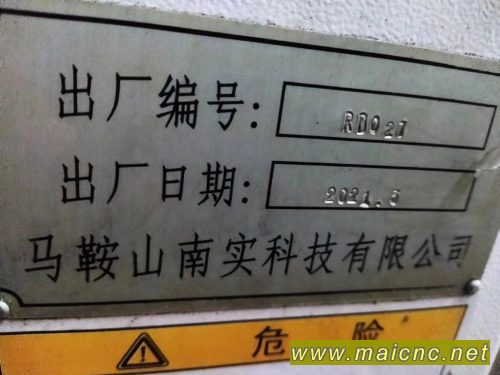 出厂编号: RD027
出厂日期: 2021.5
马鞍山南实科技有限公司
危 险
www.maicnc.net